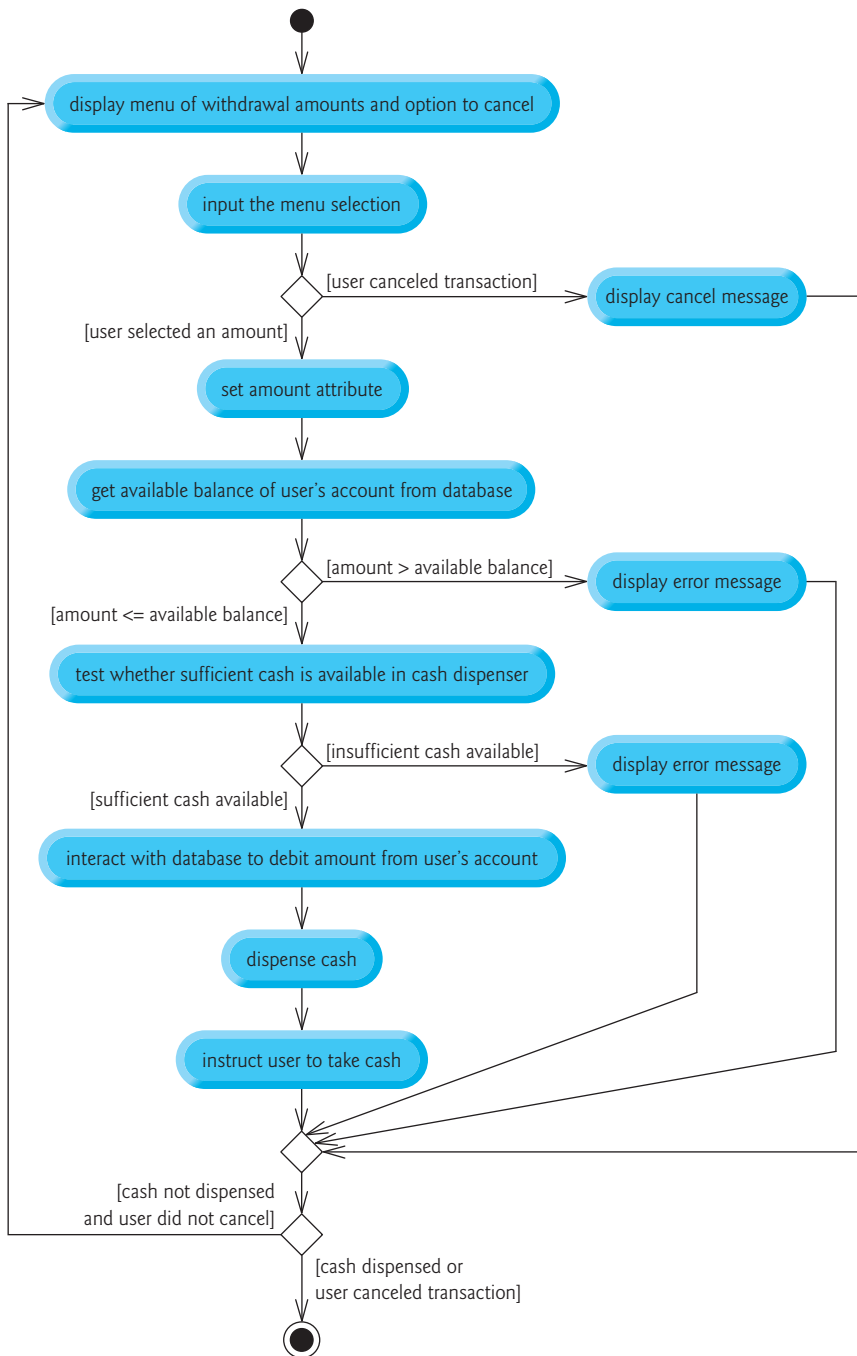 display menu of withdrawal amounts and option to cancel
input the menu selection
[user canceled transaction]
display cancel message
[user selected an amount]
set amount attribute
get available balance of user's account from database
[amount > available balance]
display error message
[amount <= available balance]
test whether sufficient cash is available in cash dispenser
[insufficient cash available]
display error message
[sufficient cash available]
interact with database to debit amount from user's account
dispense cash
instruct user to take cash
[cash not dispensed
and user did not cancel]
[cash dispensed or
user canceled transaction]